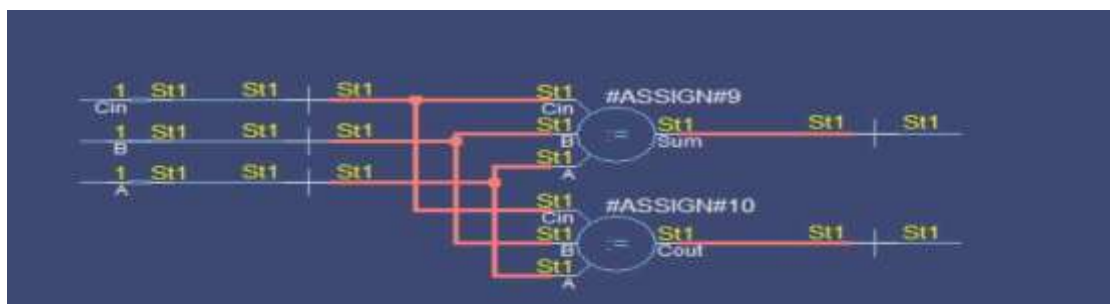 1 St1 St1 St1 St1 #ASSIGN#9
Cin Cin
1 St1 St1 St1 St1 := St1 St1 St1
B B Sum
1 St1 St1 St1 St1
A A
St1 #ASSIGN#10
Cin
St1 := St1 St1 St1
B Cout
St1
A